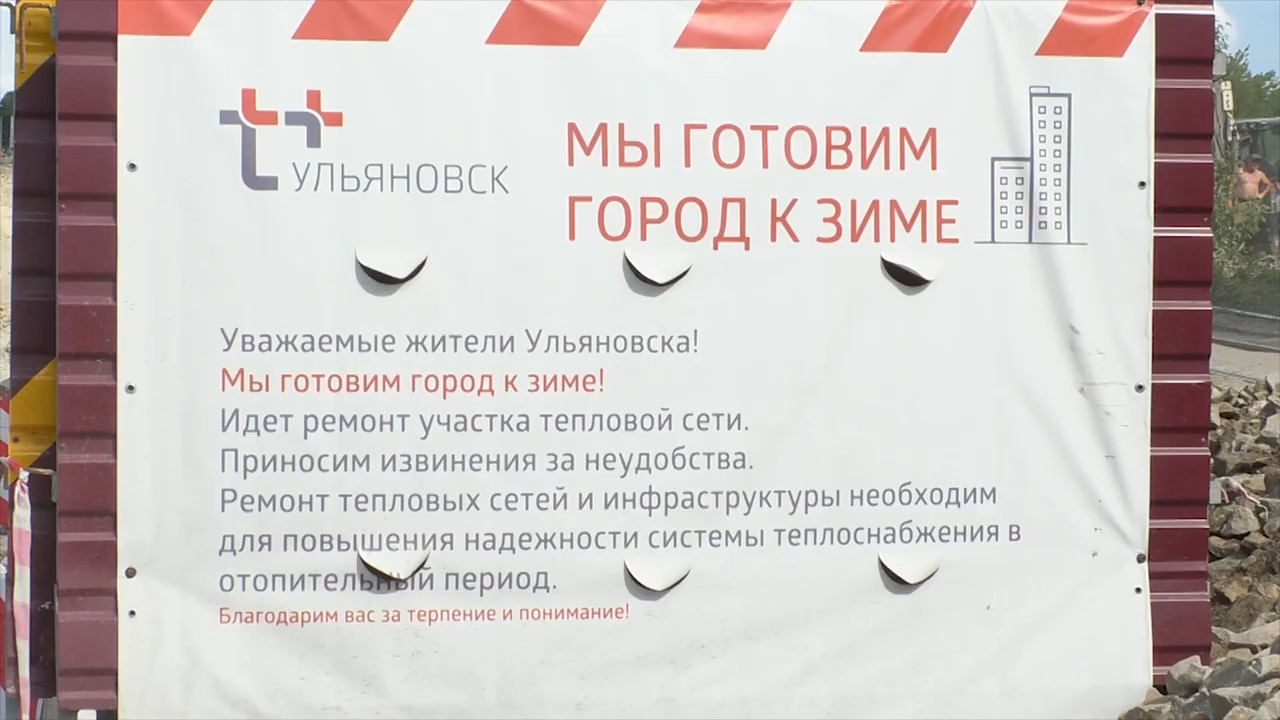 УЛЬЯНОВСК
МЫ ГОТОВИМ
ГОРОД К ЗИМЕ
Уважаемые жители Ульяновска!
Мы готовим город к зиме!
Идет ремонт участка тепловой сети.
Приносим извинения за неудобства.
Ремонт тепловых сетей и инфраструктуры необходим
для повышения надежности системы теплоснабжения в
отопительный период.
Благодарим вас за терпение и понимание!